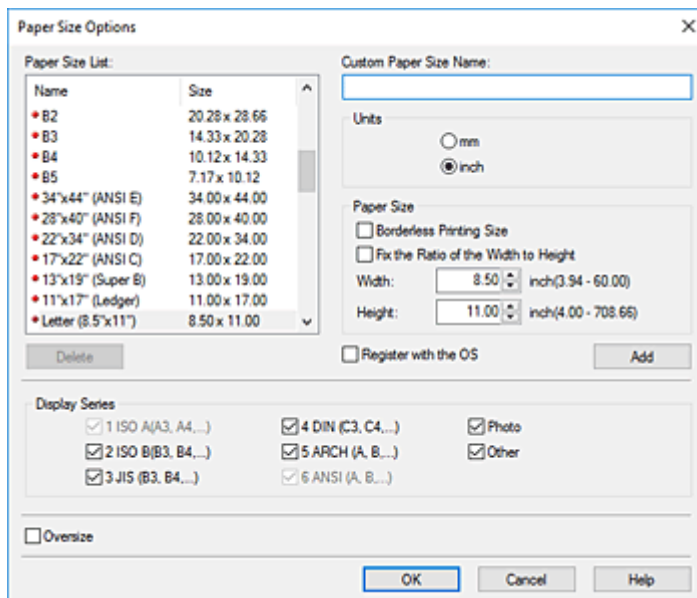 Paper Size Options
Paper Size List:
Name Size
B2 20.28 x 28.66
B3 14.33 x 20.28
B4 10.12 x 14.33
B5 7.17 x 10.12
34"x44" (ANSI E) 34.00 x 44.00
28"x40" (ANSI F) 28.00 x 40.00
22"x34" (ANSI D) 22.00 x 34.00
17"x22" (ANSI C) 17.00 x 22.00
13"x19" (Super B) 13.00 x 19.00
11"x17" (Ledger) 11.00 x 17.00
Letter (8.5"x11") 8.50 x 11.00
Delete
Custom Paper Size Name:
Units
mm
inch
Paper Size
Borderless Printing Size
Fix the Ratio of the Width to Height
Width: 8.50 inch(3.94 - 60.00)
Height: 11.00 inch(4.00 - 708.66)
Register with the OS Add
Display Series
1 ISO A(A3, A4,...) 4 DIN (C3, C4,...) Photo
2 ISO B(B3, B4,...) 5 ARCH (A, B,...) Other
3 JIS (B3, B4,...) 6 ANSI (A, B,...)
Oversize
OK Cancel Help